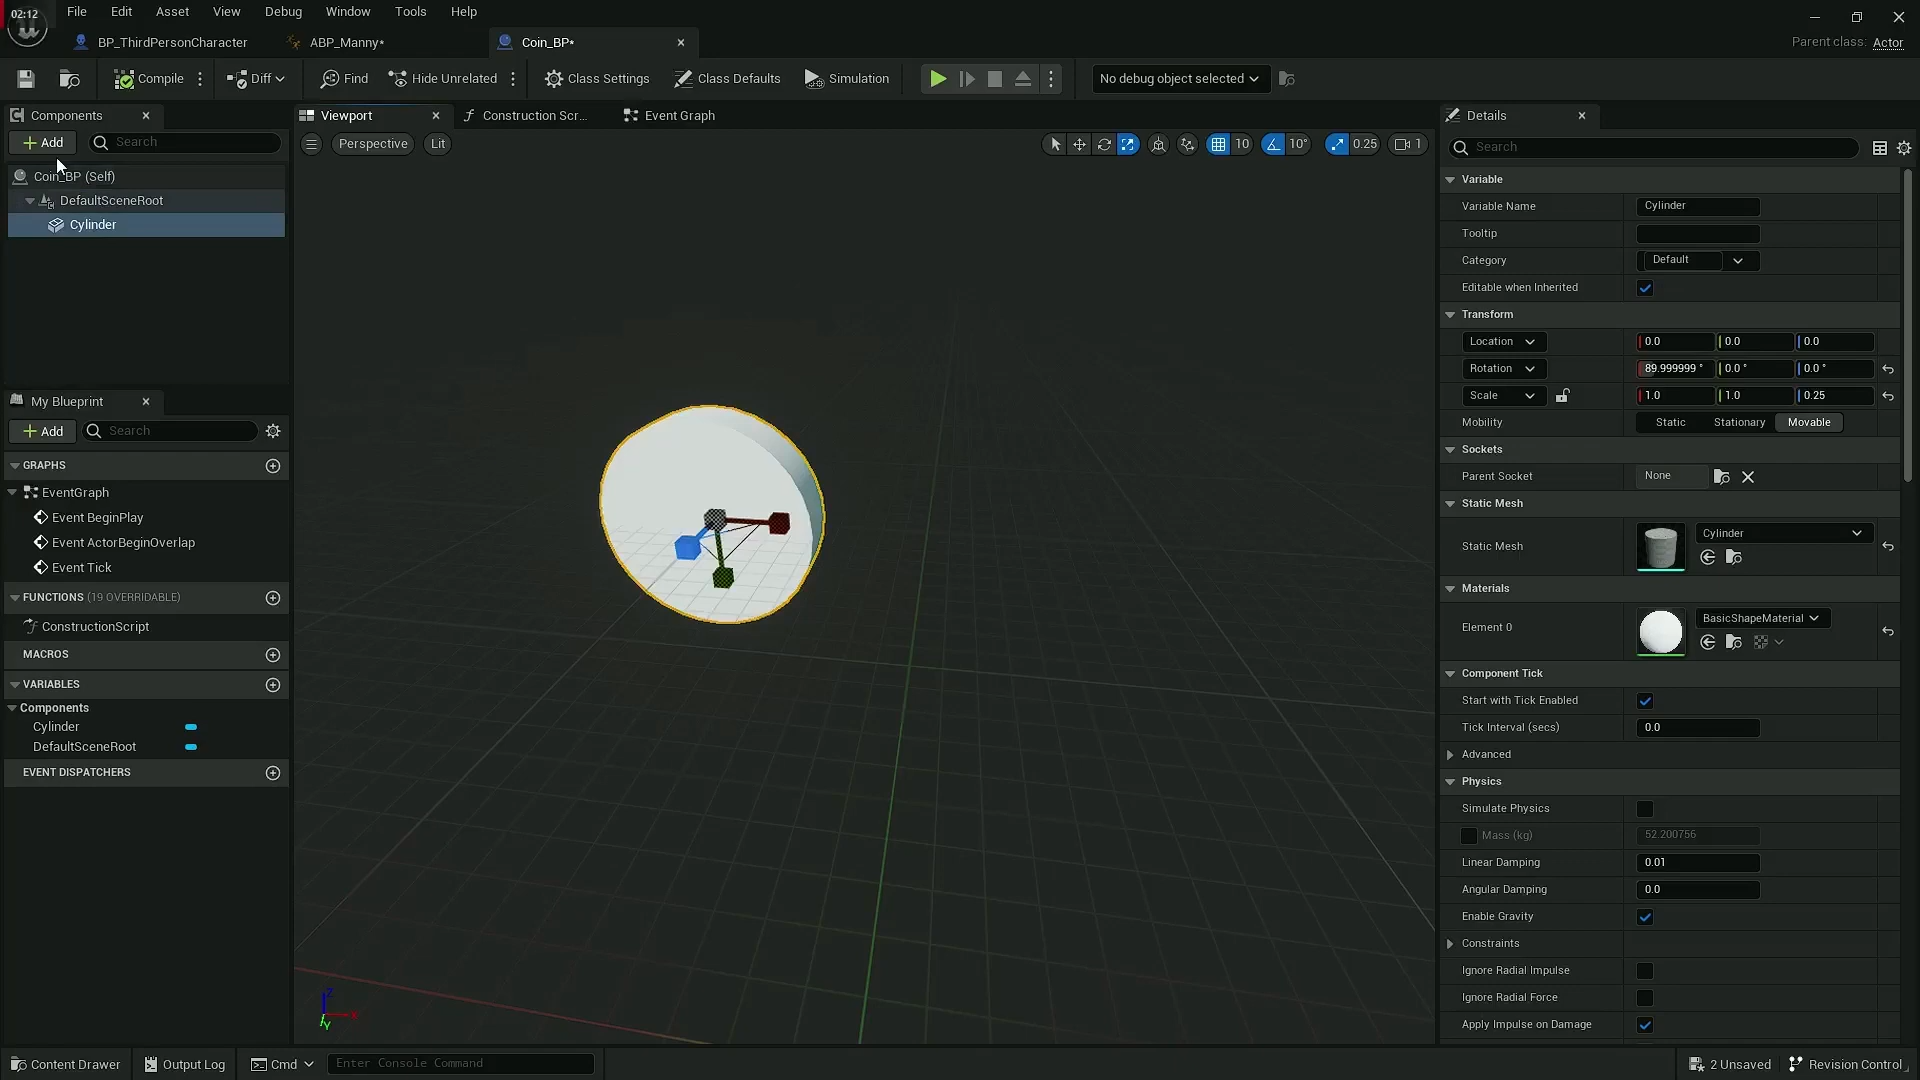 02:12
File Edit Asset View Debug Window Tools Help
BP_ThirdPersonCharacter ABP_Manny* Coin_BP* Parent class: Actor
Compile Diff Find Hide Unrelated Class Settings Class Defaults Simulation No debug object selected
Components Viewport Construction Scr... Event Graph Details
Add Search Perspective Lit 10 10° 0.25 1 Search
Coin_BP (Self)
DefaultSceneRoot
Cylinder
My Blueprint
Add Search
GRAPHS
EventGraph
Event BeginPlay
Event ActorBeginOverlap
Event Tick
FUNCTIONS (19 OVERRIDABLE)
ConstructionScript
MACROS
VARIABLES
Components
Cylinder
DefaultSceneRoot
EVENT DISPATCHERS
Z
X
Y
Variable
Variable Name Cylinder
Tooltip
Category Default
Editable when Inherited
Transform
Location 0.0 0.0 0.0
Rotation 89.999999 ° 0.0 ° 0.0 °
Scale 1.0 1.0 0.25
Mobility Static Stationary Movable
Sockets
Parent Socket None
Static Mesh
Static Mesh Cylinder
Materials
Element 0 BasicShapeMaterial
Component Tick
Start with Tick Enabled
Tick Interval (secs) 0.0
Advanced
Physics
Simulate Physics
Mass (kg) 52.200756
Linear Damping 0.01
Angular Damping 0.0
Enable Gravity
Constraints
Ignore Radial Impulse
Ignore Radial Force
Apply Impulse on Damage
Content Drawer Output Log Cmd Enter Console Command 2 Unsaved Revision Control